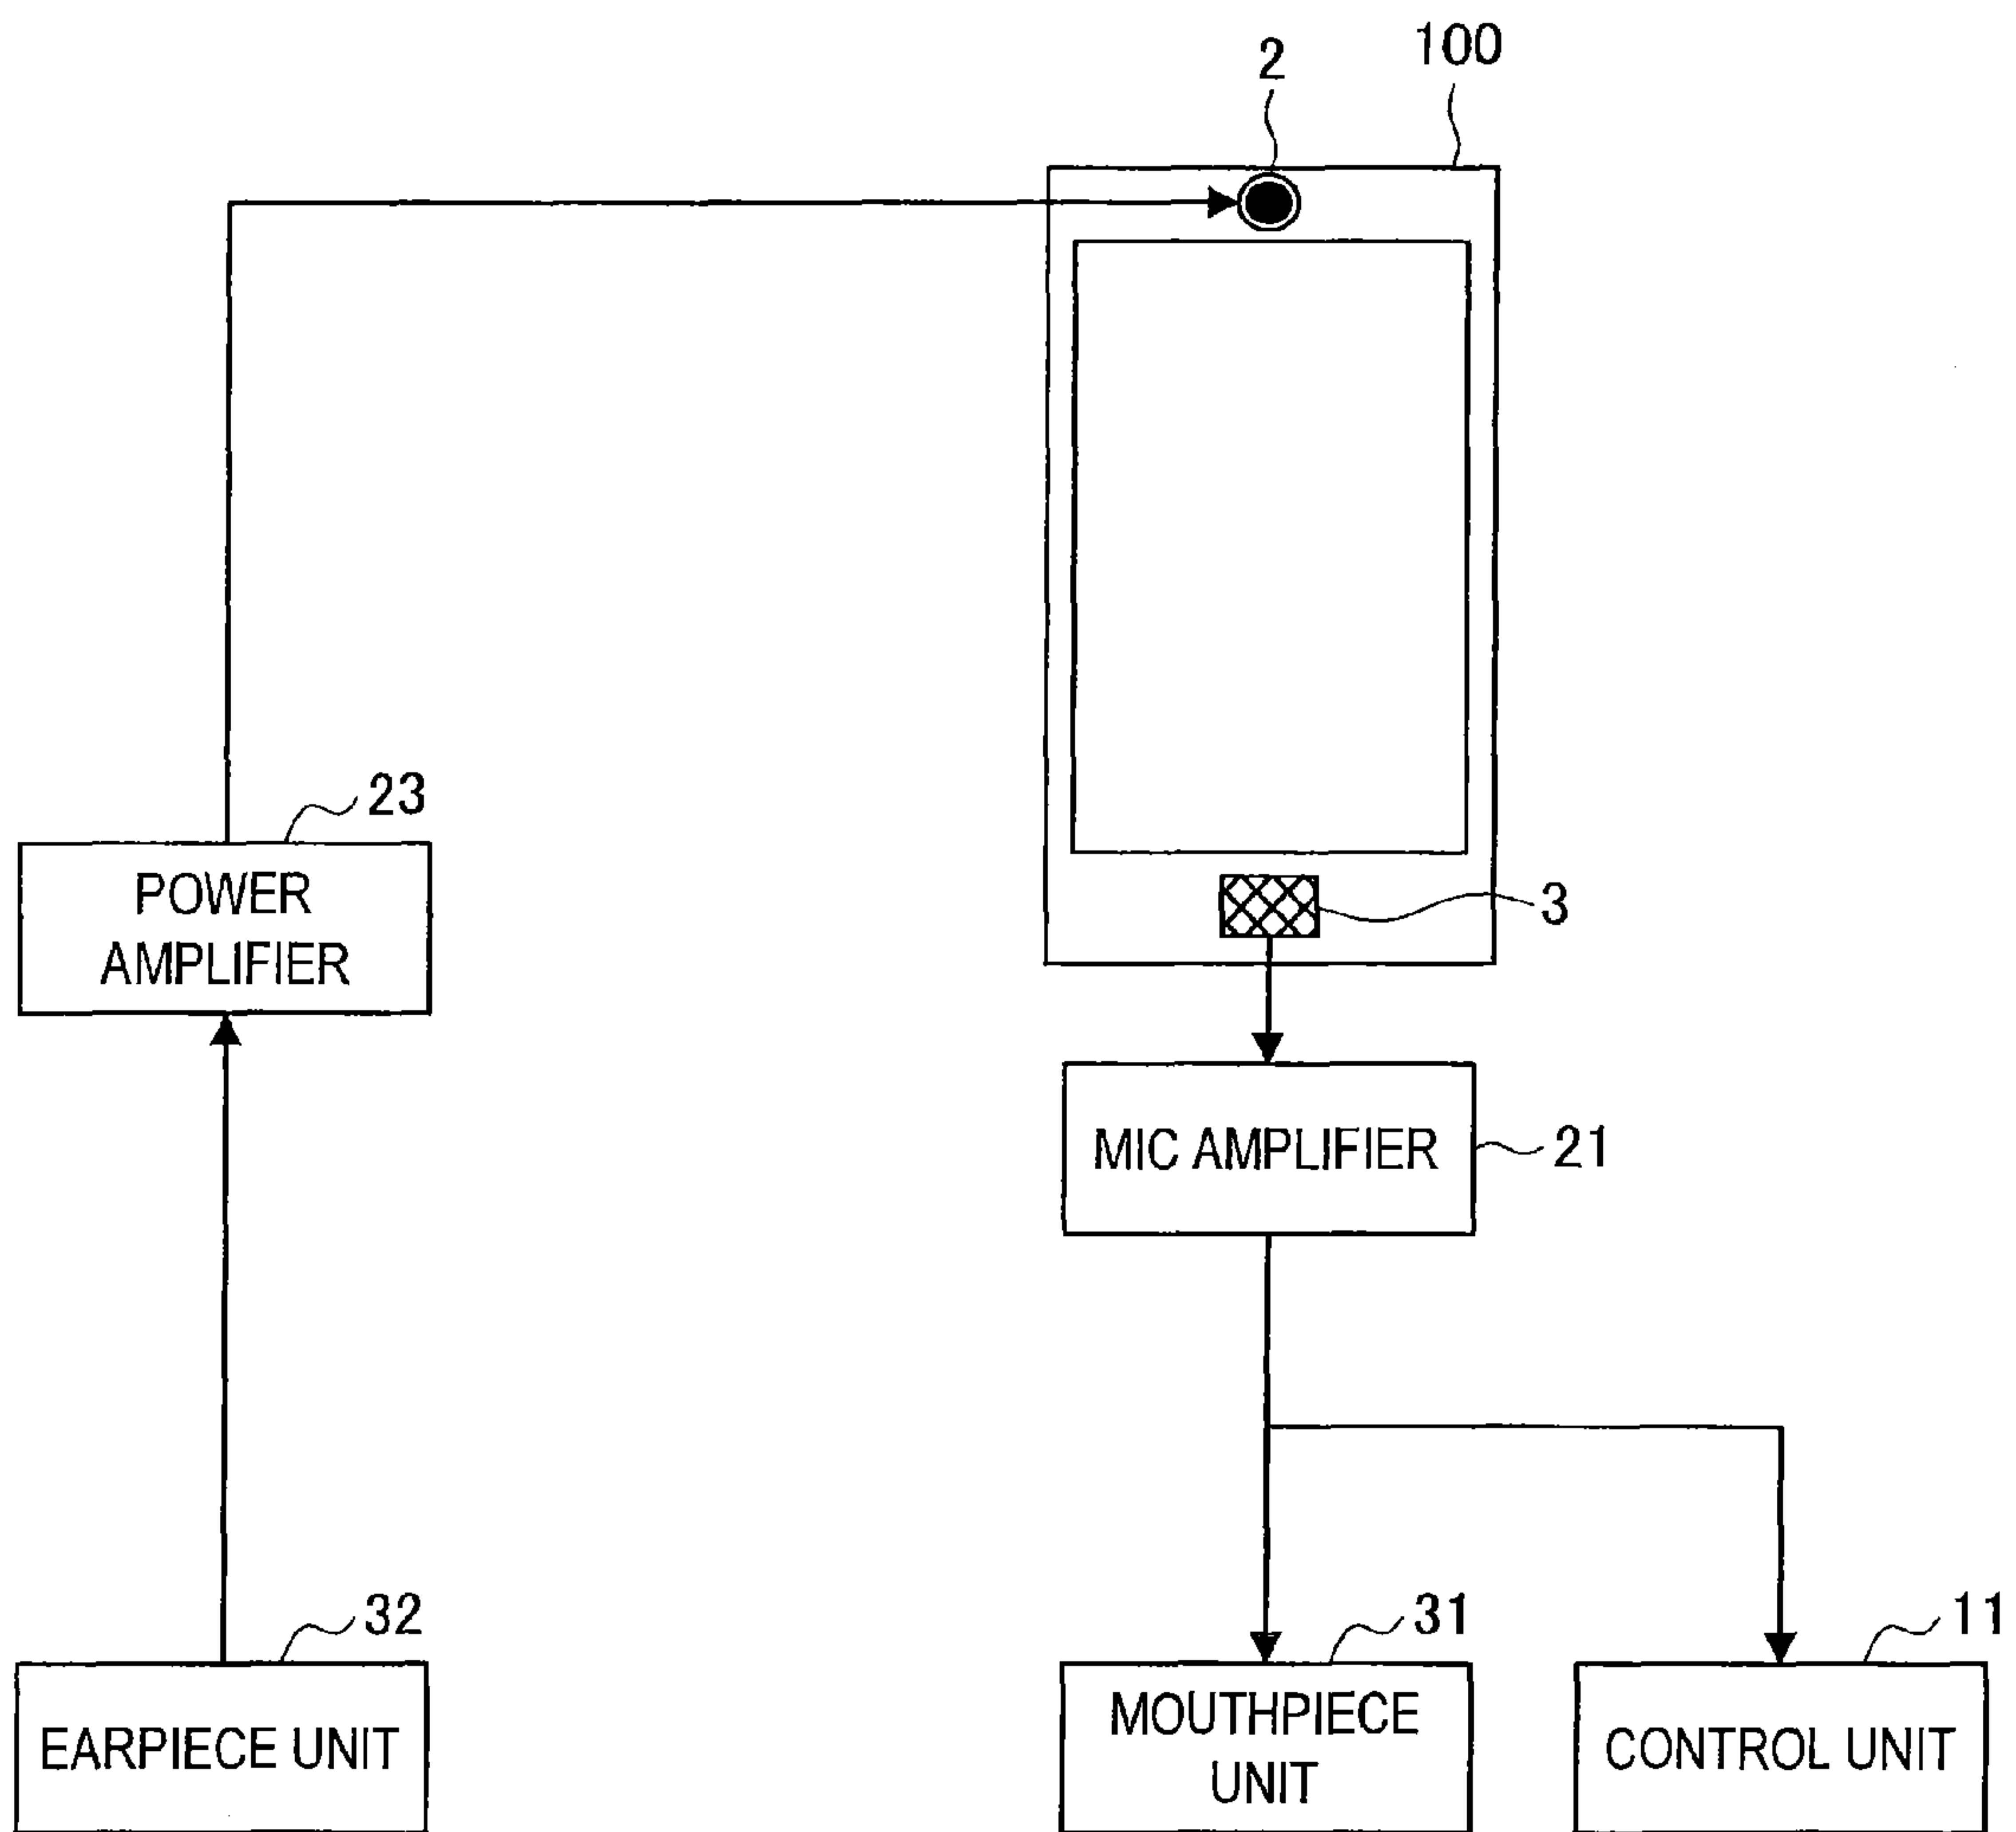 2
100
23
POWER
AMPLIFIER
3
MIC AMPLIFIER
21
32
31
11
EARPIECE UNIT
MOUTHPIECE
UNIT
CONTROL UNIT